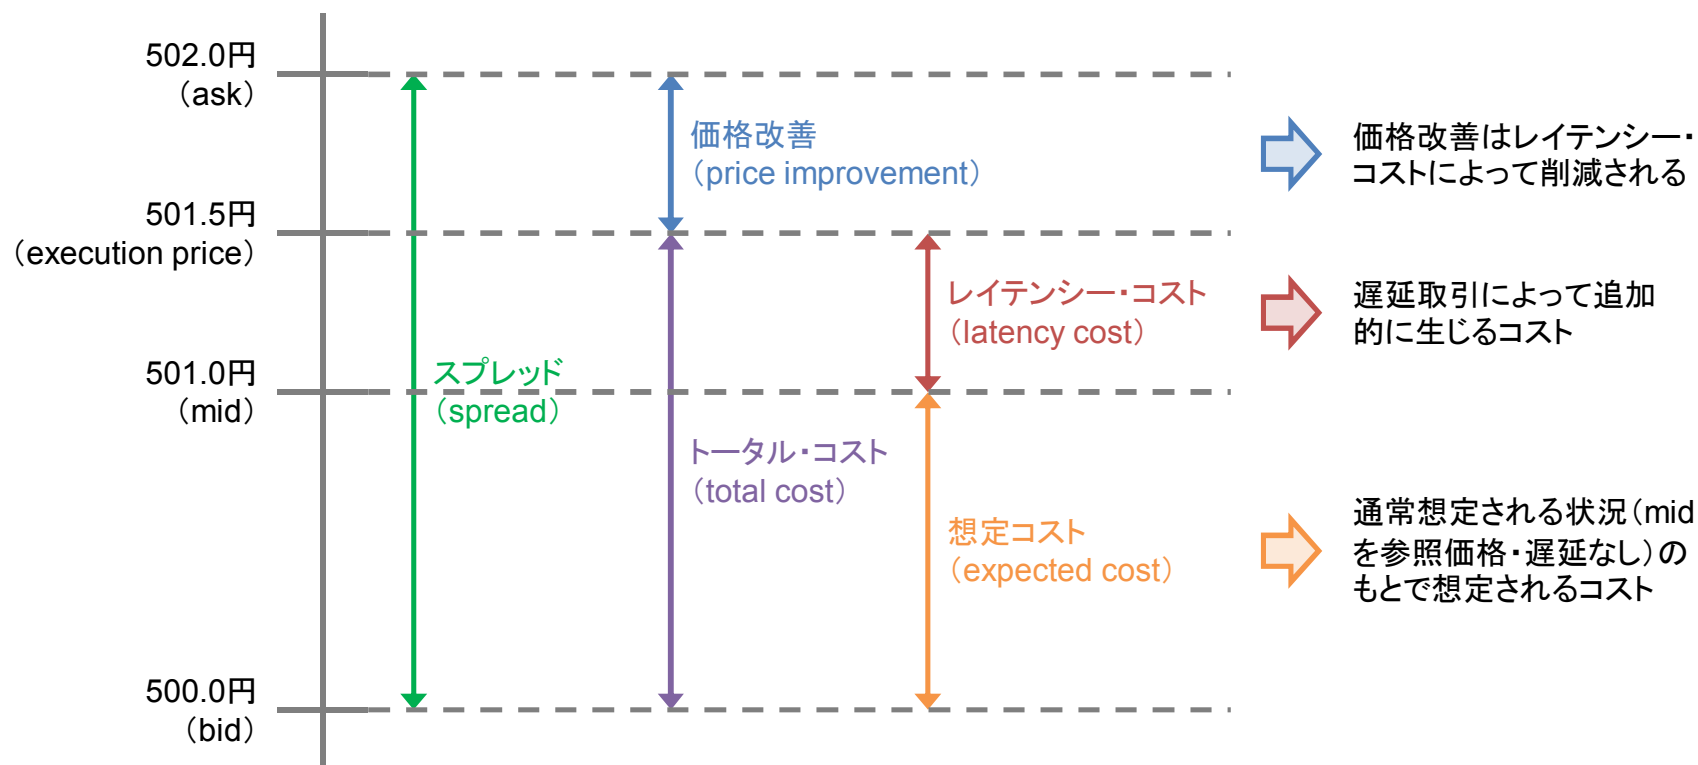 502.0円
（ask）
501.5円
（execution price）
501.0円
（mid）
500.0円
（bid）
スプレッド
（spread）
価格改善
（price improvement）
トータル・コスト
（total cost）
レイテンシー・コスト
（latency cost）
想定コスト
（expected cost）
価格改善はレイテンシー・
コストによって削減される
遅延取引によって追加
的に生じるコスト
通常想定される状況（mid
を参照価格・遅延なし）の
もとで想定されるコスト